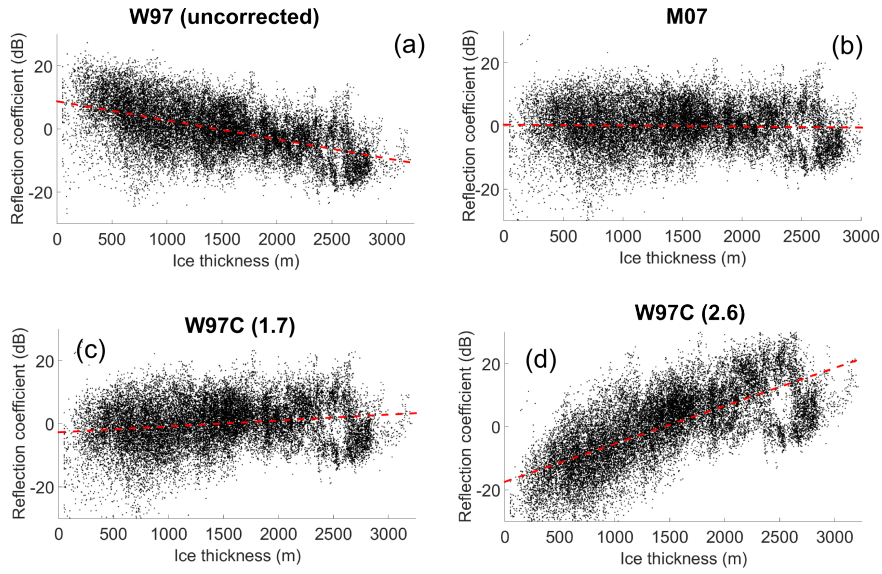 W97 (uncorrected)
(a)
Reflection coefficient (dB)
20
0
-20
0 500 1000 1500 2000 2500 3000
Ice thickness (m)
M07
(b)
Reflection coefficient (dB)
20
0
-20
0 500 1000 1500 2000 2500 3000
Ice thickness (m)
W97C (1.7)
(c)
Reflection coefficient (dB)
20
0
-20
0 500 1000 1500 2000 2500 3000
Ice thickness (m)
W97C (2.6)
(d)
Reflection coefficient (dB)
20
0
-20
0 500 1000 1500 2000 2500 3000
Ice thickness (m)